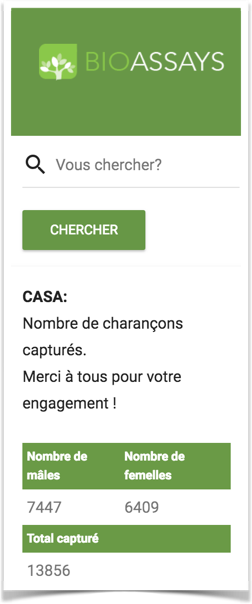 BIOASSAYS
Vous chercher?
CHERCHER
CASA:
Nombre de charançons
capturés.
Merci à tous pour votre
engagement !
Nombre de mâles Nombre de femelles
7447 6409
Total capturé
13856